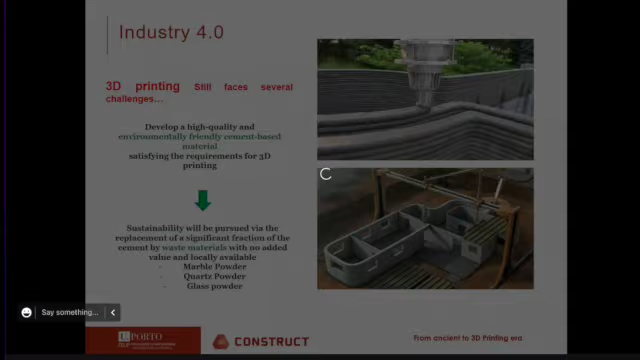 Industry 4.0
3D printing Still faces several
challenges...
Develop a high-quality and
environmentally friendly cement-based
material
satisfying the requirements for 3D
printing
Sustainability will be pursued via the
replacement of a significant fraction of the
cement by waste materials with no added
value and locally available
- Marble Powder
- Quartz Powder
- Glass powder
Say something...
U.PORTO
CONSTRUCT
From ancient to 3D Printing era